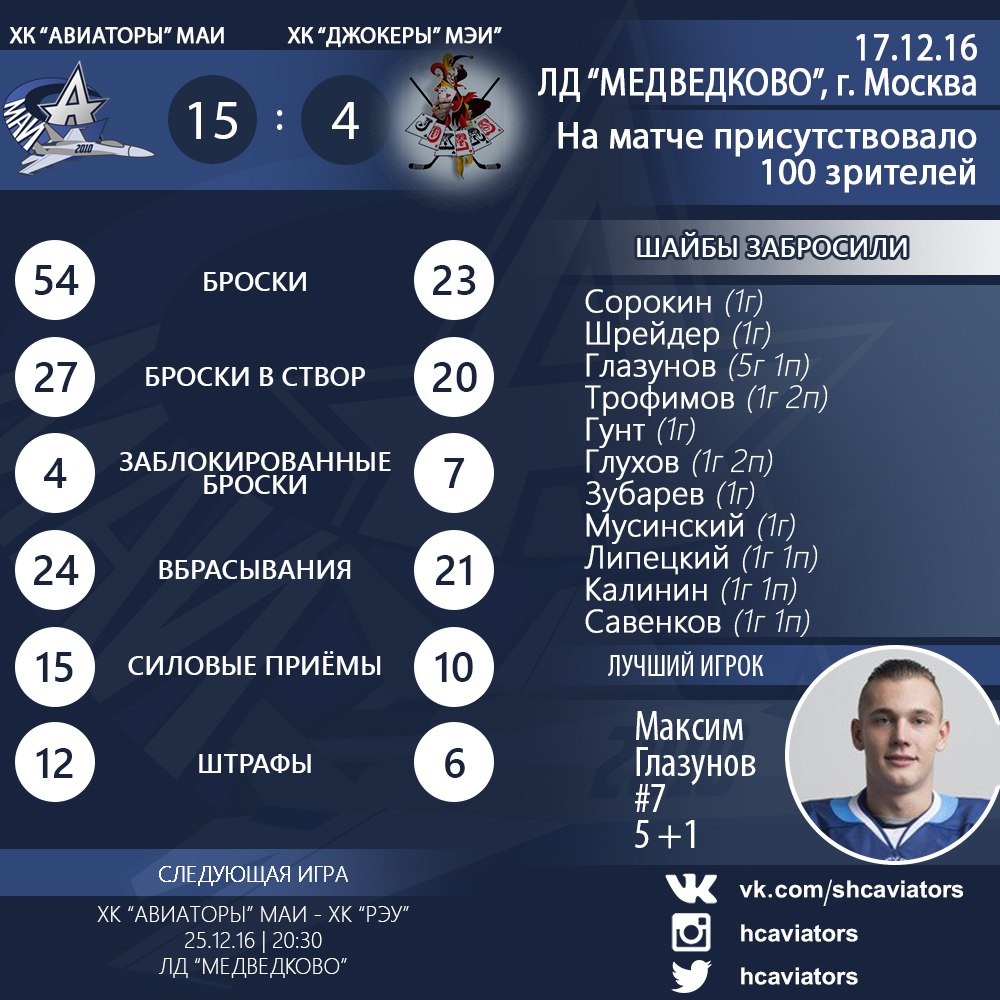 ХК “АВИАТОРЫ” МАИ
ХК “ДЖОКЕРЫ” МЭИ”
МАИ
А
2010
15 : 4
JOKERS
17.12.16
ЛД “МЕДВЕДКОВО”, г. Москва
На матче присутствовало
100 зрителей
54 БРОСКИ 23
27 БРОСКИ В СТВОР 20
4 ЗАБЛОКИРОВАННЫЕ
БРОСКИ 7
24 ВБРАСЫВАНИЯ 21
15 СИЛОВЫЕ ПРИЁМЫ 10
12 ШТРАФЫ 6
ШАЙБЫ ЗАБРОСИЛИ
Сорокин (1г)
Шрейдер (1г)
Глазунов (5г 1п)
Трофимов (1г 2п)
Гунт (1г)
Глухов (1г 2п)
Зубарев (1г)
Мусинский (1г)
Липецкий (1г 1п)
Калинин (1г 1п)
Савенков (1г 1п)
ЛУЧШИЙ ИГРОК
Максим
Глазунов
#7
5 +1
СЛЕДУЮЩАЯ ИГРА
ХК “АВИАТОРЫ” МАИ - ХК “РЭУ”
25.12.16 | 20:30
ЛД “МЕДВЕДКОВО”
vk.com/shcaviators
hcaviators
hcaviators